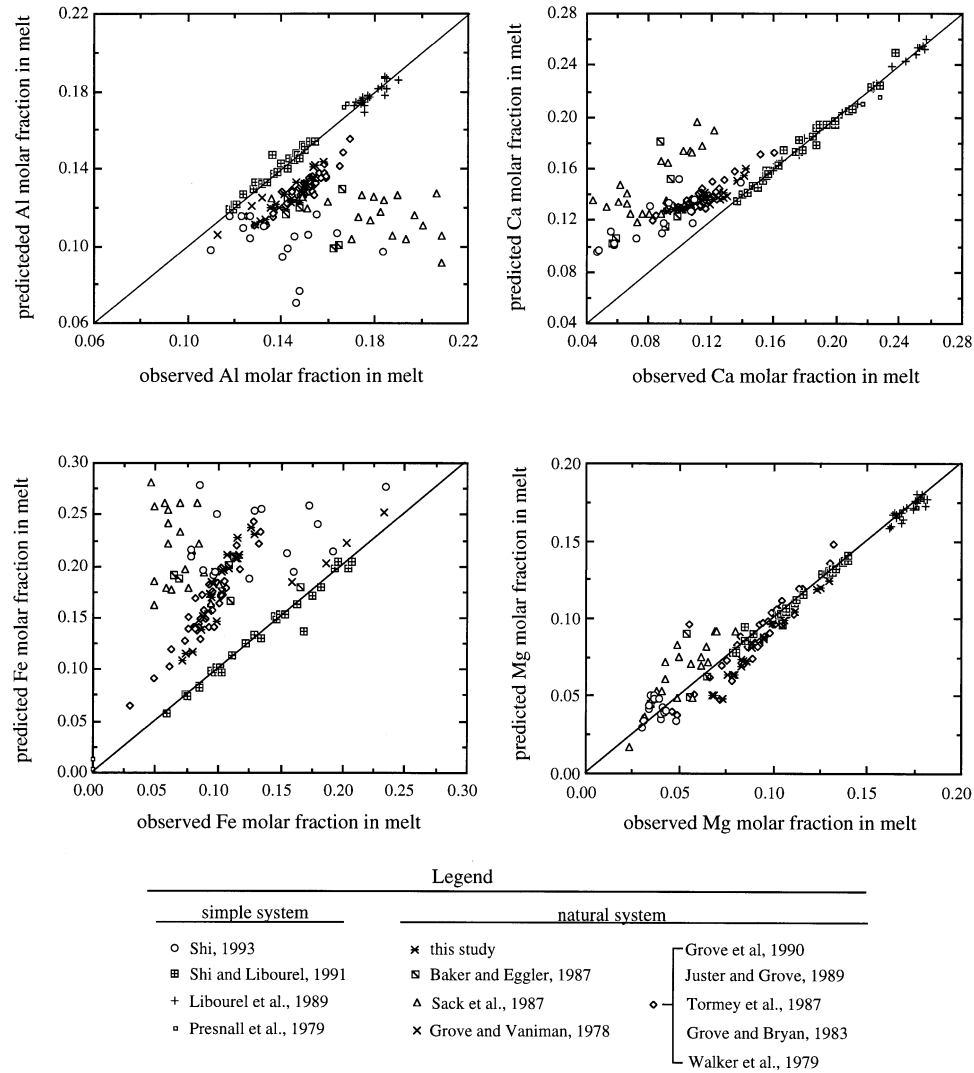 predicteded Al molar fraction in melt
0.22
0.18
0.14
0.10
0.06
0.06
0.10
0.14
0.18
0.22
observed Al molar fraction in melt
predicted Ca molar fraction in melt
0.28
0.24
0.20
0.16
0.12
0.08
0.04
0.04
0.08
0.12
0.16
0.20
0.24
0.28
observed Ca molar fraction in melt
predicted Fe molar fraction in melt
0.30
0.25
0.20
0.15
0.10
0.05
0.00
0.00
0.05
0.10
0.15
0.20
0.25
0.30
observed Fe molar fraction in melt
predicted Mg molar fraction in melt
0.20
0.15
0.10
0.05
0.00
0.00
0.05
0.10
0.15
0.20
observed Mg molar fraction in melt
Legend
simple system
Shi, 1993
Shi and Libourel, 1991
Libourel et al., 1989
Presnall et al., 1979
natural system
this study
Baker and Eggler, 1987
Sack et al., 1987
Grove and Vaniman, 1978
Grove et al, 1990
Juster and Grove, 1989
Tormey et al., 1987
Grove and Bryan, 1983
Walker et al., 1979